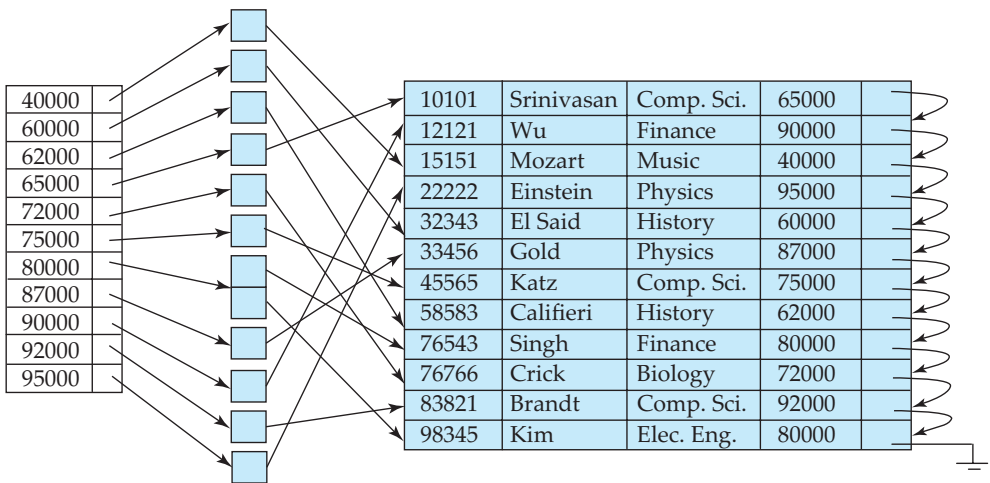 40000
60000
62000
65000
72000
75000
80000
87000
90000
92000
95000
10101 Srinivasan Comp. Sci. 65000
12121 Wu Finance 90000
15151 Mozart Music 40000
22222 Einstein Physics 95000
32343 El Said History 60000
33456 Gold Physics 87000
45565 Katz Comp. Sci. 75000
58583 Califieri History 62000
76543 Singh Finance 80000
76766 Crick Biology 72000
83821 Brandt Comp. Sci. 92000
98345 Kim Elec. Eng. 80000